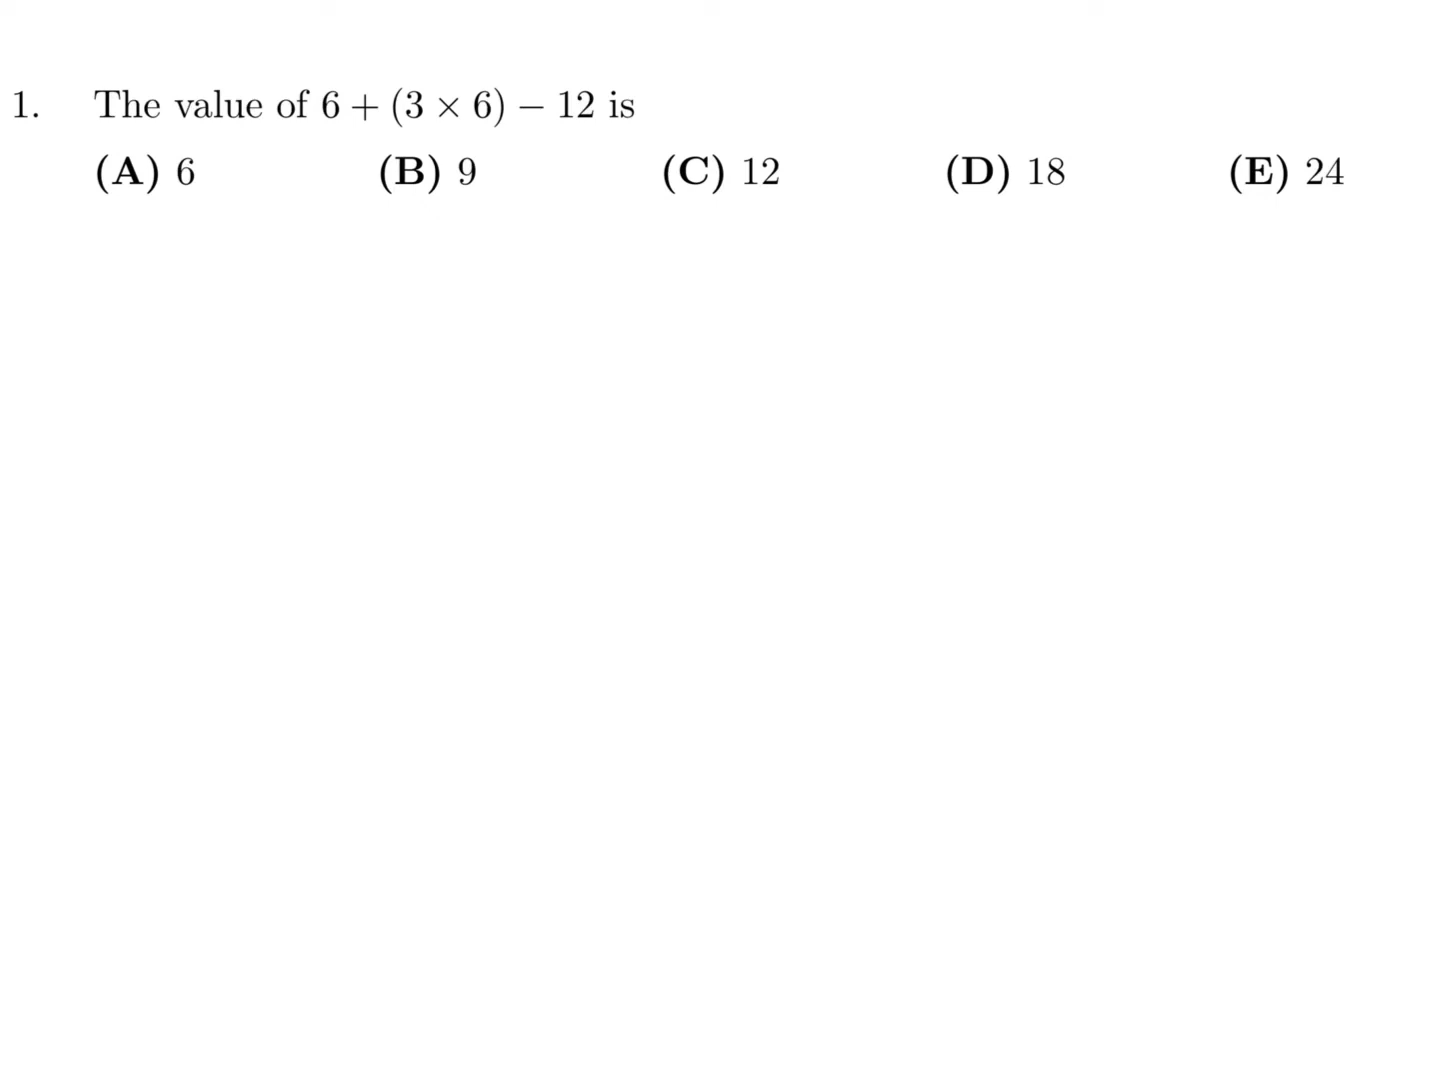 1. The value of 6 + (3 × 6) − 12 is
(A) 6 (B) 9 (C) 12 (D) 18 (E) 24